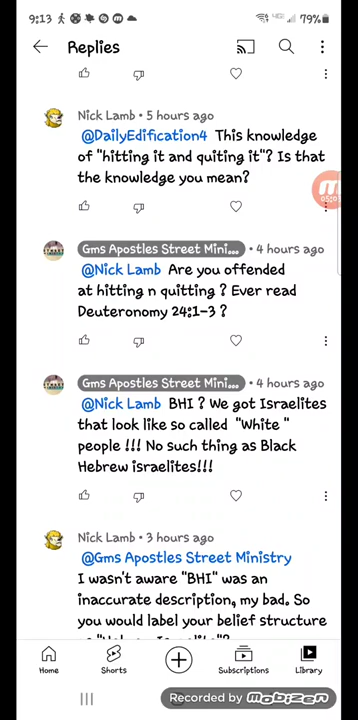 9:13
79%
Replies
Nick Lamb • 5 hours ago
@DailyEdification4 This knowledge
of "hitting it and quiting it"? Is that
the knowledge you mean?
05:0
Gms Apostles Street Mini... • 4 hours ago
@Nick Lamb Are you offended
at hitting n quitting ? Ever read
Deuteronomy 24:1-3 ?
Gms Apostles Street Mini... • 4 hours ago
@Nick Lamb BHI ? We got Israelites
that look like so called "White "
people !!! No such thing as Black
Hebrew israelites!!!
Nick Lamb • 3 hours ago
@Gms Apostles Street Ministry
I wasn't aware "BHI" was an
inaccurate description, my bad. So
you would label your belief structure
Home
Shorts
Subscriptions
Library
Recorded by mobizen